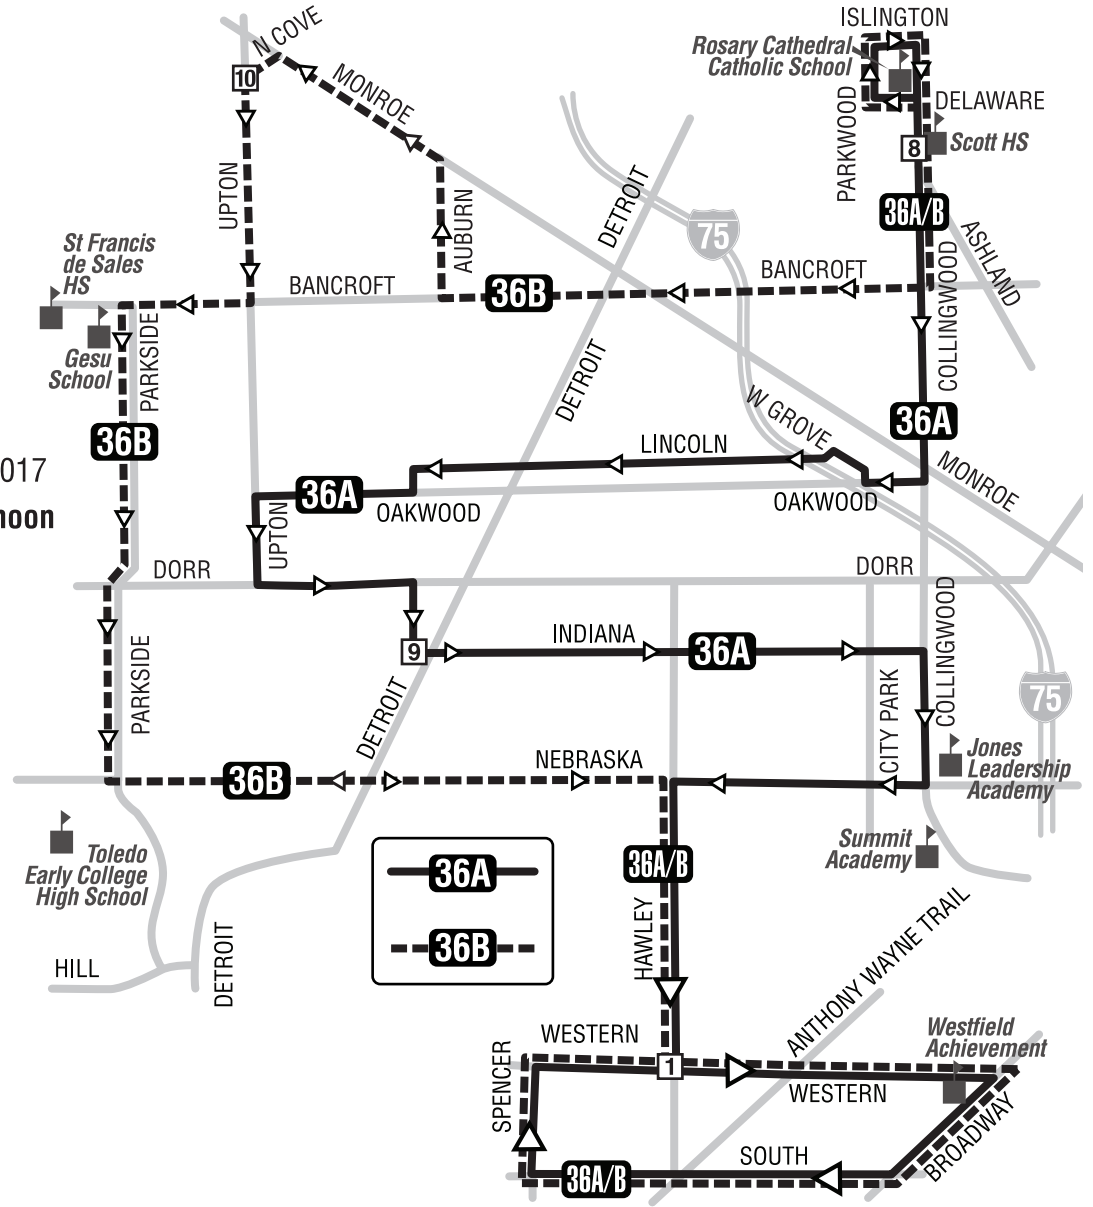 ISLINGTON
N COVE
Rosary Cathedral
Catholic School
10
MONROE
PARKWOOD
DELAWARE
Scott HS
8
UPTON
DETROIT
36A/B
AUBURN
75
ASHLAND
St Francis
de Sales
HS
BANCROFT
BANCROFT
36B
COLLINGWOOD
PARKSIDE
Gesu
School
DETROIT
W GROVE
36A
36B
LINCOLN
017
MONROE
36A
OAKWOOD
OAKWOOD
noon
UPTON
DORR
DORR
COLLINGWOOD
INDIANA
9
36A
PARKSIDE
DETROIT
CITY PARK
75
NEBRASKA
36B
Jones
Leadership
Academy
Summit
Academy
Toledo
Early College
High School
36A
36A/B
36B
HAWLEY
ANTHONY WAYNE TRAIL
HILL
DETROIT
WESTERN
Westfield
Achievement
SPENCER
1
WESTERN
BROADWAY
SOUTH
36A/B